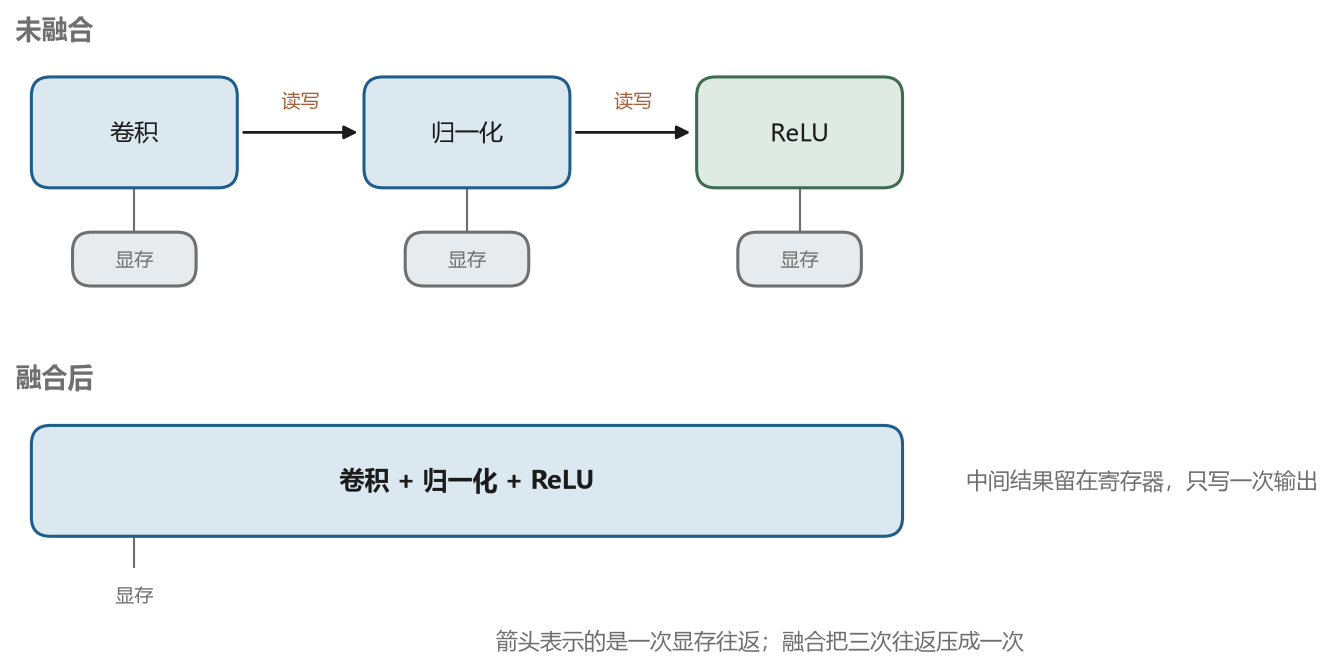 未融合
读写
读写
卷积
归一化
ReLU
显存
显存
显存
融合后
卷积 + 归一化 + ReLU
中间结果留在寄存器，只写一次输出
显存
箭头表示的是一次显存往返；融合把三次往返压成一次